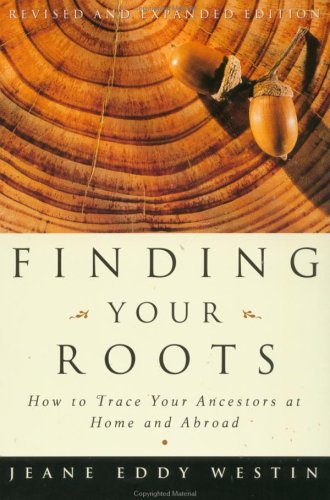 REVISED AND EXPANDED EDITION
FINDING
YOUR
ROOTS
How to Trace Your Ancestors at
Home and Abroad
JEANE EDDY WESTIN